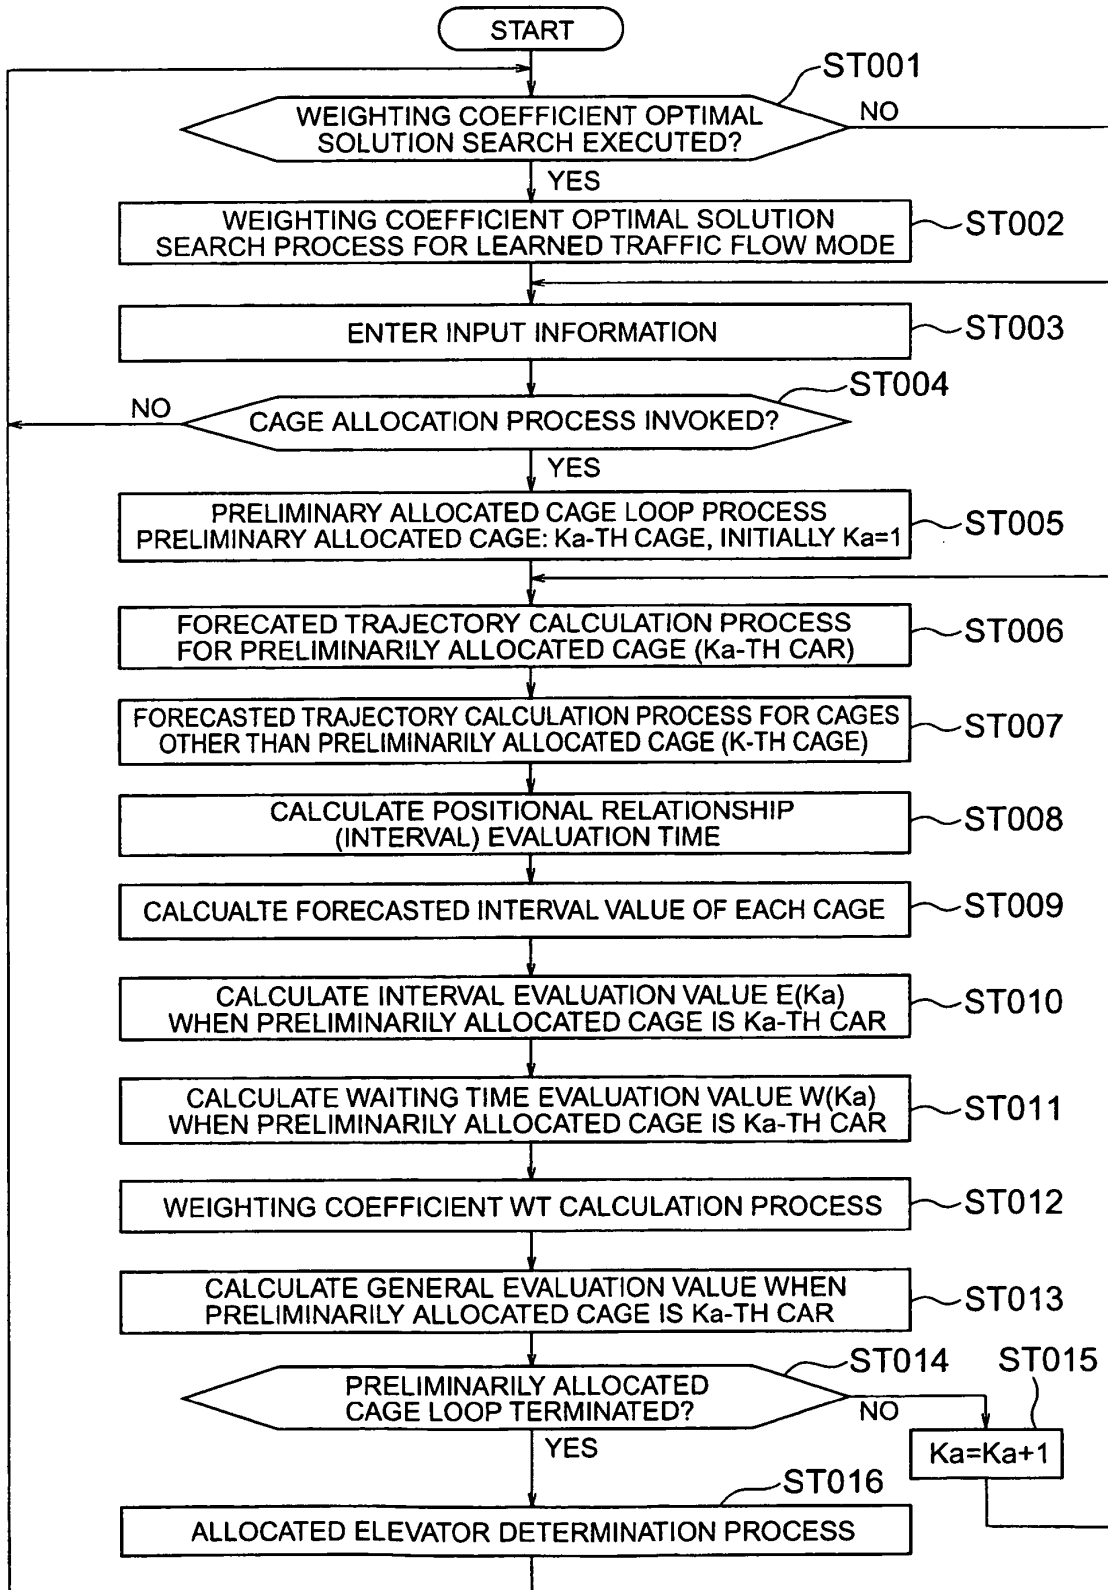 START
ST001
WEIGHTING COEFFICIENT OPTIMAL
SOLUTION SEARCH EXECUTED?
NO
YES
WEIGHTING COEFFICIENT OPTIMAL SOLUTION
SEARCH PROCESS FOR LEARNED TRAFFIC FLOW MODE
ST002
ENTER INPUT INFORMATION
ST003
ST004
NO
CAGE ALLOCATION PROCESS INVOKED?
YES
PRELIMINARY ALLOCATED CAGE LOOP PROCESS
PRELIMINARY ALLOCATED CAGE: Ka-TH CAGE, INITIALLY Ka=1
ST005
FORECATED TRAJECTORY CALCULATION PROCESS
FOR PRELIMINARILY ALLOCATED CAGE (Ka-TH CAR)
ST006
FORECASTED TRAJECTORY CALCULATION PROCESS FOR CAGES
OTHER THAN PRELIMINARILY ALLOCATED CAGE (K-TH CAGE)
ST007
CALCULATE POSITIONAL RELATIONSHIP
(INTERVAL) EVALUATION TIME
ST008
CALCUALTE FORECASTED INTERVAL VALUE OF EACH CAGE
ST009
CALCULATE INTERVAL EVALUATION VALUE E(Ka)
WHEN PRELIMINARILY ALLOCATED CAGE IS Ka-TH CAR
ST010
CALCULATE WAITING TIME EVALUATION VALUE W(Ka)
WHEN PRELIMINARILY ALLOCATED CAGE IS Ka-TH CAR
ST011
WEIGHTING COEFFICIENT WT CALCULATION PROCESS
ST012
CALCULATE GENERAL EVALUATION VALUE WHEN
PRELIMINARILY ALLOCATED CAGE IS Ka-TH CAR
ST013
ST014
PRELIMINARILY ALLOCATED
CAGE LOOP TERMINATED?
NO
ST015
Ka=Ka+1
YES
ST016
ALLOCATED ELEVATOR DETERMINATION PROCESS